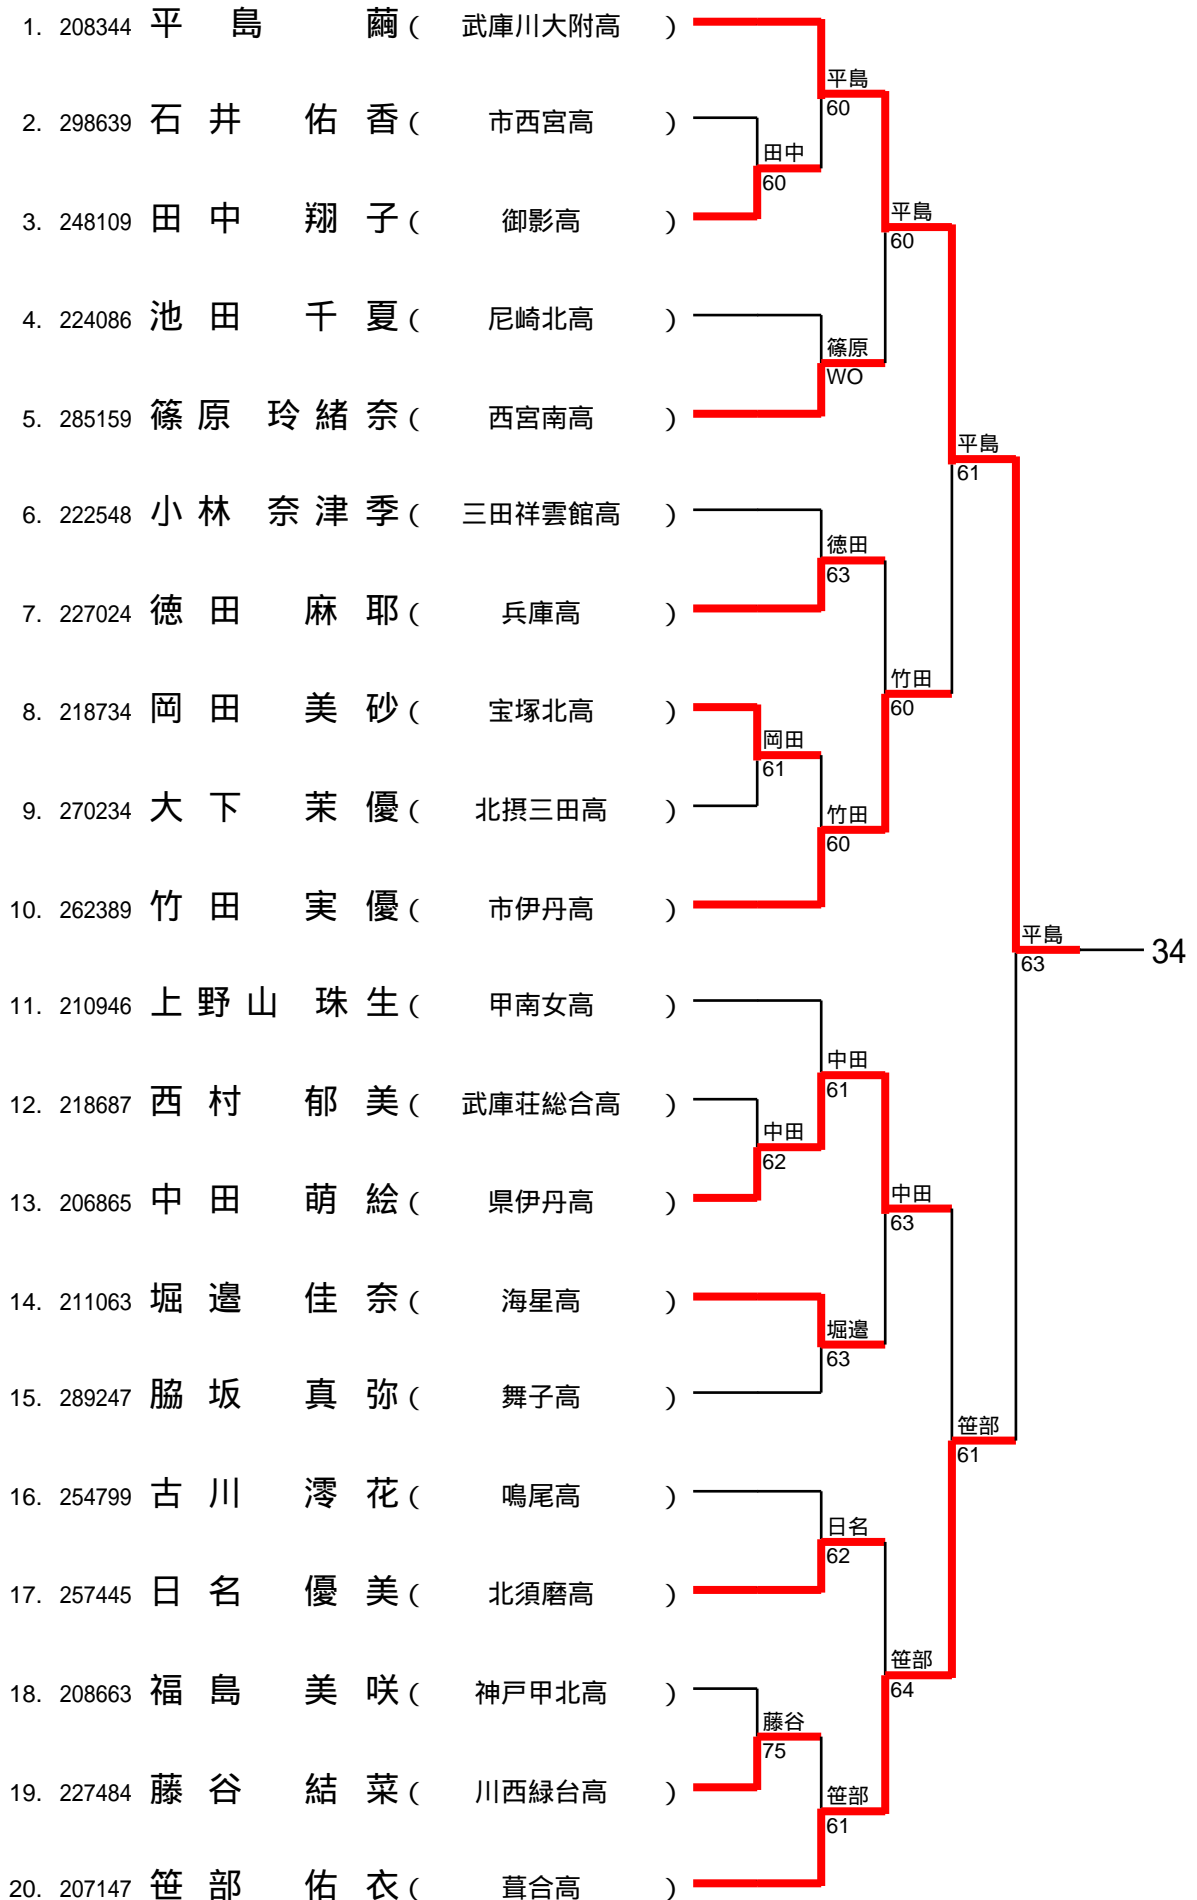 1. 208344 平島 繭 ( 武庫川大附高 )
平島
60
2. 298639 石井 佑香 ( 市西宮高 )
田中
60
3. 248109 田中 翔子 ( 御影高 )
平島
60
4. 224086 池田 千夏 ( 尼崎北高 )
篠原
WO
5. 285159 篠原 玲緒奈 ( 西宮南高 )
平島
61
6. 222548 小林 奈津季 ( 三田祥雲館高 )
徳田
63
7. 227024 徳田 麻耶 ( 兵庫高 )
竹田
60
8. 218734 岡田 美砂 ( 宝塚北高 )
岡田
61
9. 270234 大下 茉優 ( 北摂三田高 )
竹田
60
10. 262389 竹田 実優 ( 市伊丹高 )
平島
63
34
11. 210946 上野山 珠生 ( 甲南女高 )
中田
61
12. 218687 西村 郁美 ( 武庫荘総合高 )
中田
62
13. 206865 中田 萌絵 ( 県伊丹高 )
中田
63
14. 211063 堀邉 佳奈 ( 海星高 )
堀邉
63
15. 289247 脇坂 真弥 ( 舞子高 )
笹部
61
16. 254799 古川 澪花 ( 鳴尾高 )
日名
62
17. 257445 日名 優美 ( 北須磨高 )
笹部
64
18. 208663 福島 美咲 ( 神戸甲北高 )
藤谷
75
19. 227484 藤谷 結菜 ( 川西緑台高 )
笹部
61
20. 207147 笹部 佑衣 ( 葺合高 )